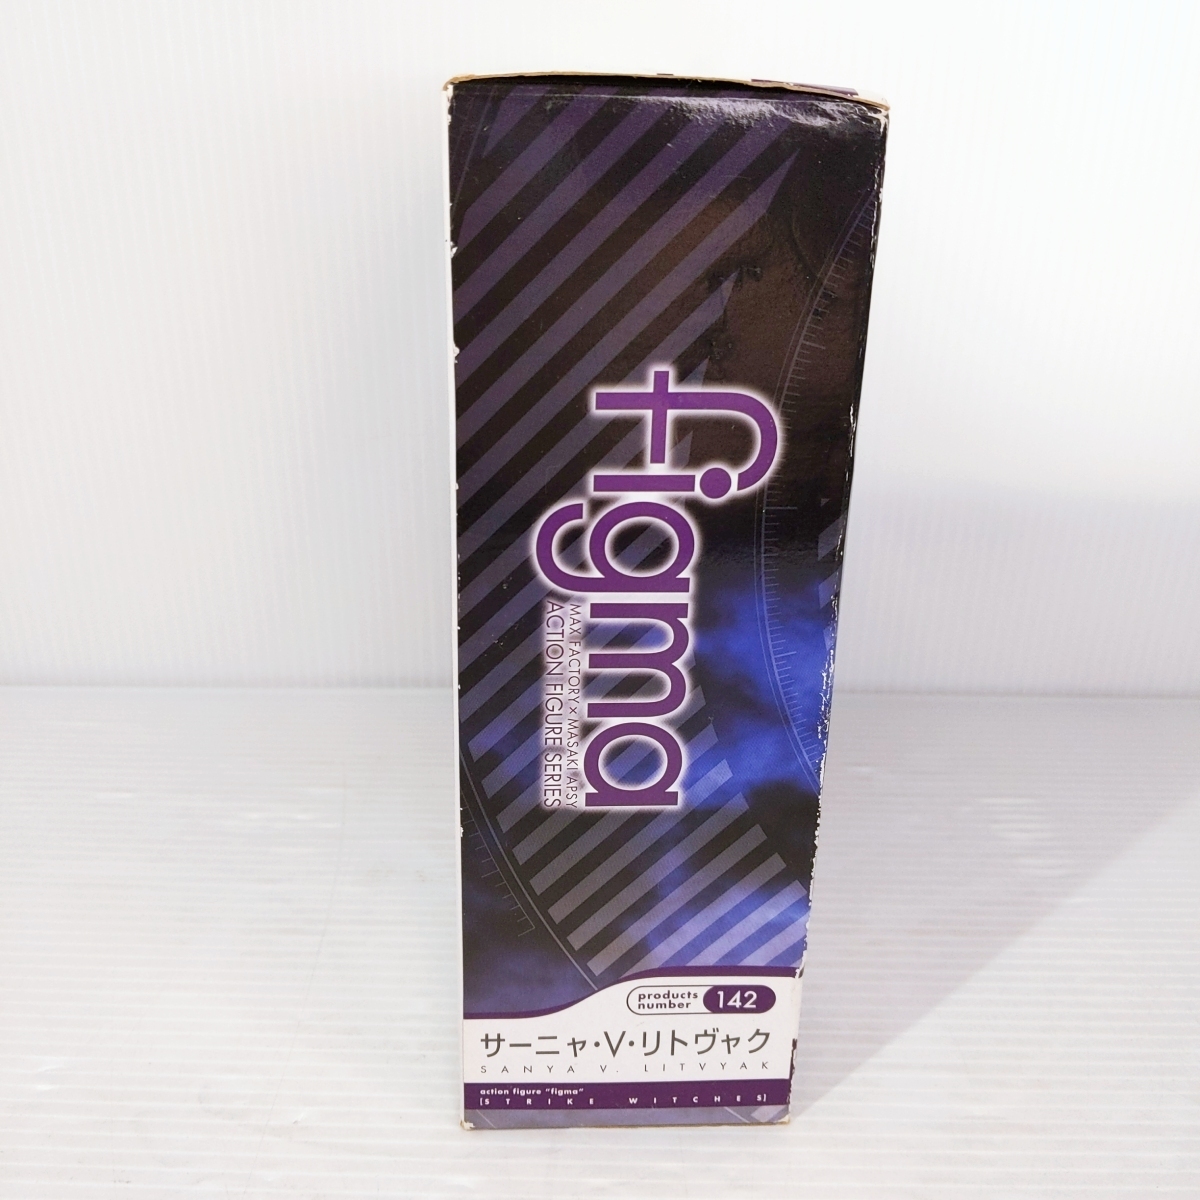 figma
MAX FACTORY × MASAKI APSY
ACTION FIGURE SERIES
products
number
142
サーニャ・V・リトヴャク
SANYA V. LITVYAK
action figure "figma"
[STRIKE WITCHES]